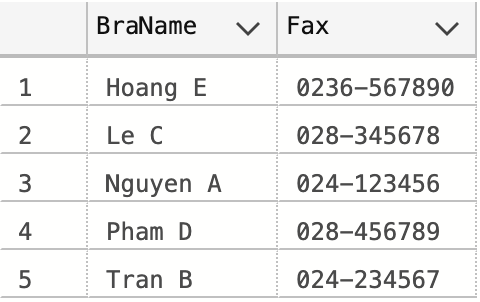 BraName Fax
1 Hoang E 0236-567890
2 Le C 028-345678
3 Nguyen A 024-123456
4 Pham D 028-456789
5 Tran B 024-234567